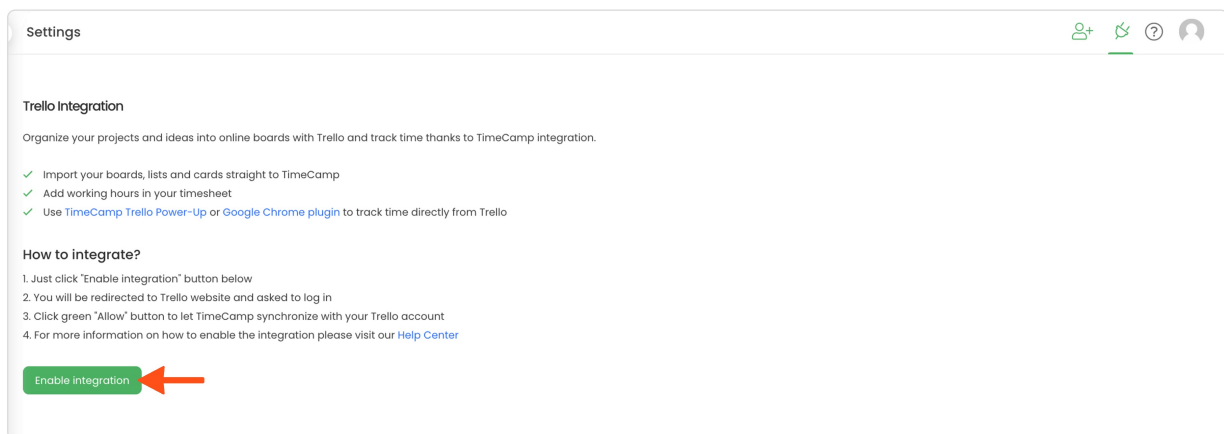 Settings
Trello Integration
Organize your projects and ideas into online boards with Trello and track time thanks to TimeCamp integration.
Import your boards, lists and cards straight to TimeCamp
Add working hours in your timesheet
Use TimeCamp Trello Power-Up or Google Chrome plugin to track time directly from Trello
How to integrate?
1. Just click "Enable integration" button below
2. You will be redirected to Trello website and asked to log in
3. Click green "Allow" button to let TimeCamp synchronize with your Trello account
4. For more information on how to enable the integration please visit our Help Center
Enable integration